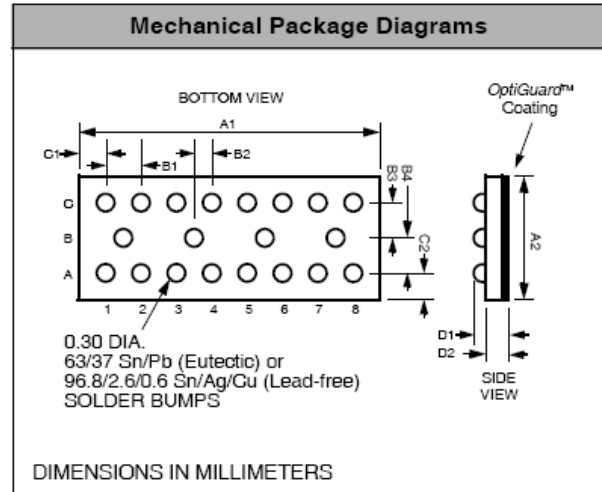 Mechanical Package Diagrams
BOTTOM VIEW
OptiGuard™
Coating
A1
C1
B1
B2
B3
B4
C2
A2
C
B
A
1 2 3 4 5 6 7 8
D1
D2
0.30 DIA.
63/37 Sn/Pb (Eutectic) or
96.8/2.6/0.6 Sn/Ag/Cu (Lead-free)
SOLDER BUMPS
SIDE
VIEW
DIMENSIONS IN MILLIMETERS